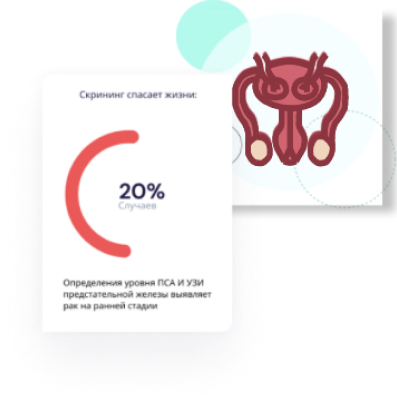 Скрининг спасает жизни:
20%
Случаев
Определения уровня ПСА И УЗИ
предстательной железы выявляет
рак на ранней стадии